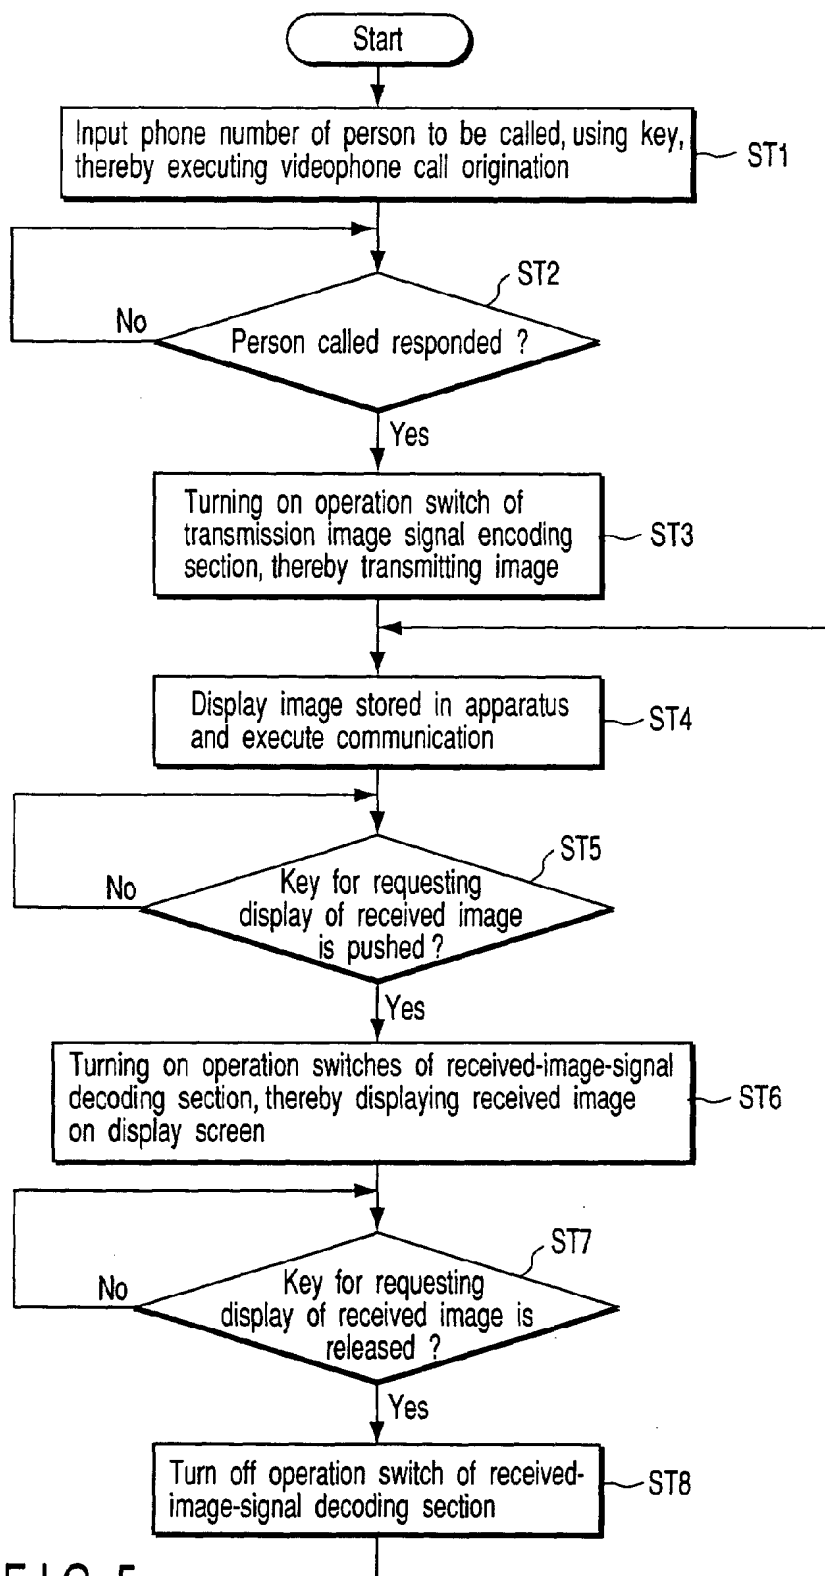 Start
Input phone number of person to be called, using key,
thereby executing videophone call origination
ST1
ST2
No
Person called responded ?
Yes
Turning on operation switch of
transmission image signal encoding
section, thereby transmitting image
ST3
Display image stored in apparatus
and execute communication
ST4
ST5
No
Key for requesting
display of received image
is pushed ?
Yes
Turning on operation switches of received-image-signal
decoding section, thereby displaying received image
on display screen
ST6
ST7
No
Key for requesting
display of received image is
released ?
Yes
Turn off operation switch of received-
image-signal decoding section
ST8
FIG. 5